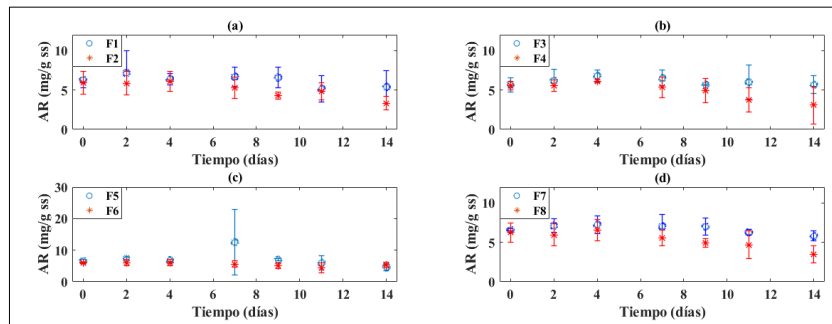 (a)
AR (mg/g ss)
10
5
0
F1
F2
0 2 4 6 8 10 12 14
Tiempo (días)
(b)
AR (mg/g ss)
10
5
0
F3
F4
0 2 4 6 8 10 12 14
Tiempo (días)
(c)
AR (mg/g ss)
30
20
10
0
F5
F6
0 2 4 6 8 10 12 14
Tiempo (días)
(d)
AR (mg/g ss)
10
5
0
F7
F8
0 2 4 6 8 10 12 14
Tiempo (días)